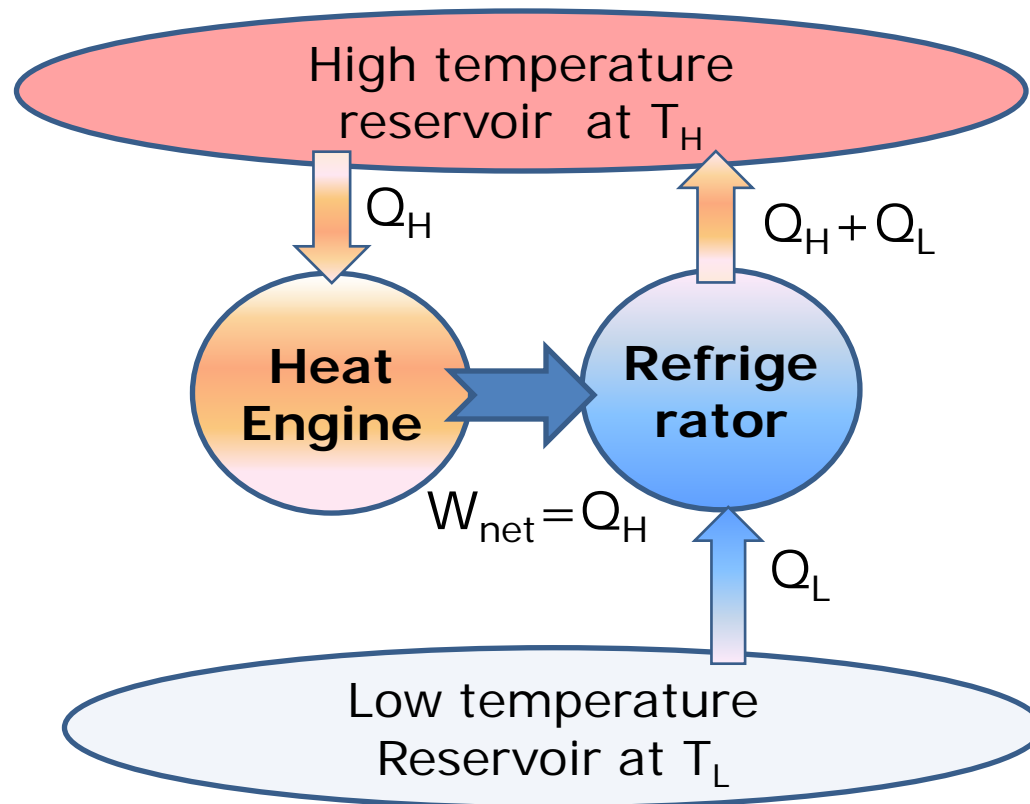 High temperature
reservoir at T_H
Q_H
Q_H+Q_L
Heat
Engine
Refrige
rator
W_net=Q_H
Q_L
Low temperature
Reservoir at T_L